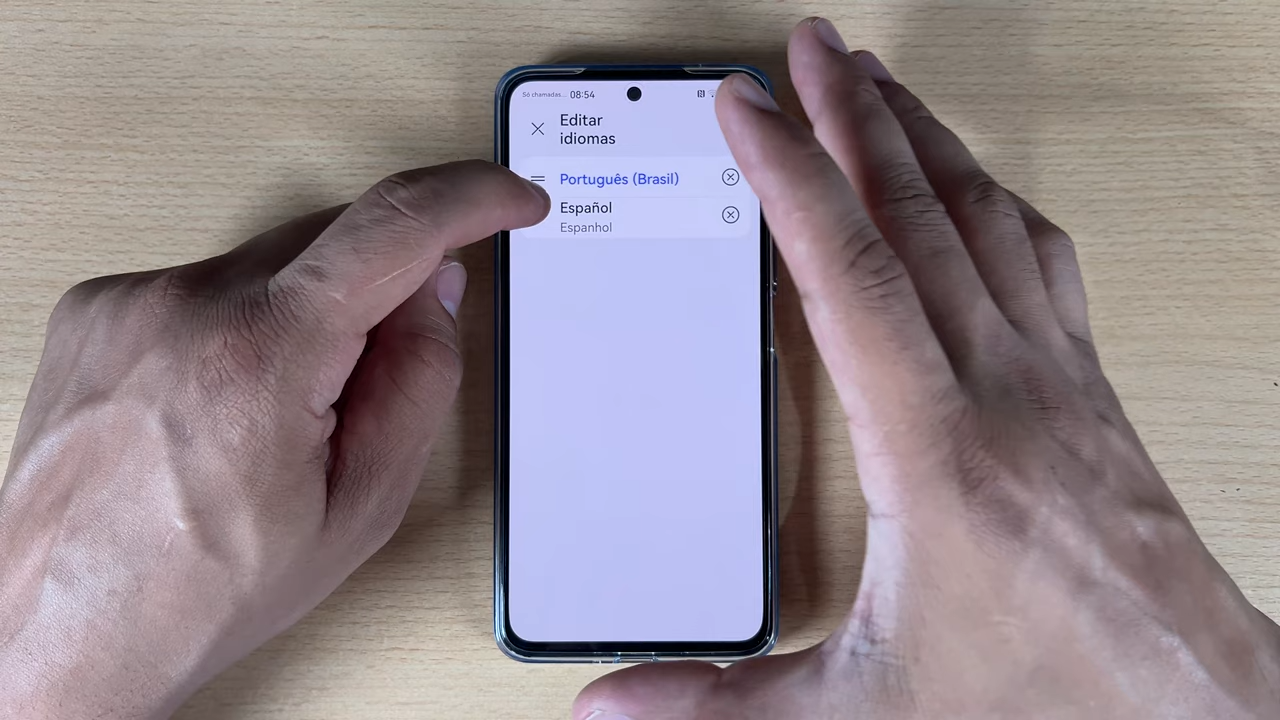 Só chamadas... 08:54
Editar
idiomas
Português (Brasil)
Español
Espanhol